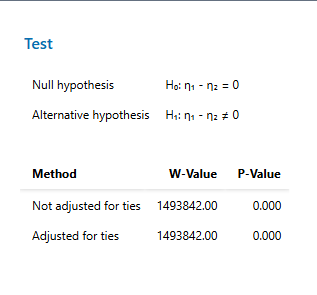 Test
Null hypothesis H₀: η₁ - η₂ = 0
Alternative hypothesis H₁: η₁ - η₂ ≠ 0
Method W-Value P-Value
Not adjusted for ties 1493842.00 0.000
Adjusted for ties 1493842.00 0.000